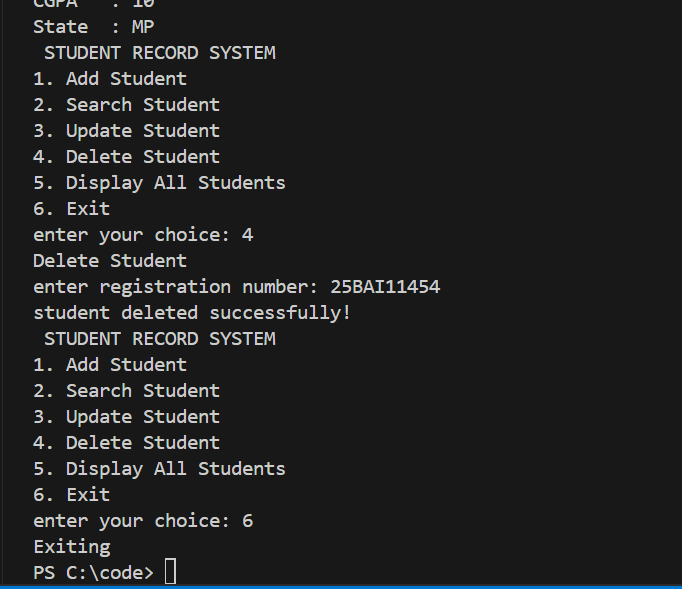 CGPA   : 10
State  : MP
 STUDENT RECORD SYSTEM
1. Add Student
2. Search Student
3. Update Student
4. Delete Student
5. Display All Students
6. Exit
enter your choice: 4
Delete Student
enter registration number: 25BAI11454
student deleted successfully!
 STUDENT RECORD SYSTEM
1. Add Student
2. Search Student
3. Update Student
4. Delete Student
5. Display All Students
6. Exit
enter your choice: 6
Exiting
PS C:\code>